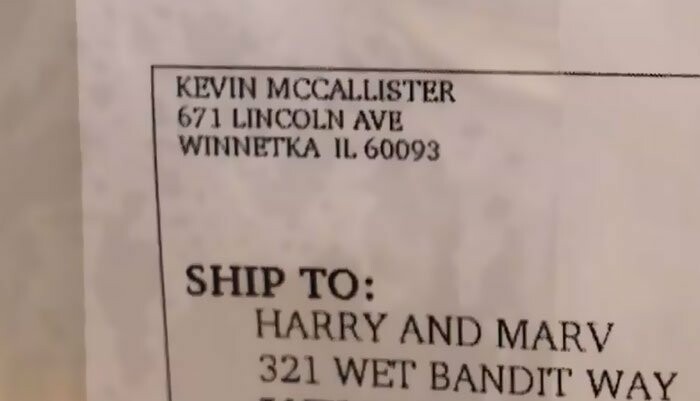 KEVIN MCCALLISTER
671 LINCOLN AVE
WINNETKA IL 60093
SHIP TO:
HARRY AND MARV
321 WET BANDIT WAY